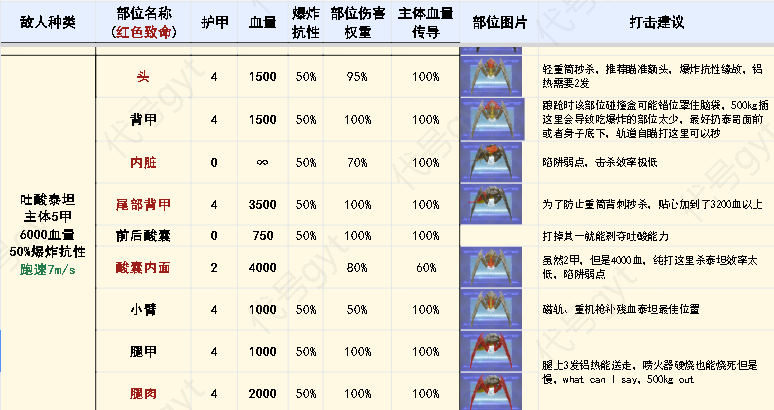 敌人种类 部位名称 护甲 血量 爆炸 部位伤害 主体血量 部位图片 打击建议
(红色致命) 抗性 权重 传导
吐酸泰坦
主体5甲
6000血量
50%爆炸抗性
跑速7m/s
头 4 1500 50% 95% 100%
轻重筒秒杀，推荐瞄准额头，爆炸抗性缘故，铝
热需要2发
背甲 4 1500 50% 100% 100%
踉跄时该部位碰撞盒可能错位罩住脑袋，500kg插
这里会导致吃爆炸的部位太少，最好扔泰哥面前
或者身子底下，轨道自瞄打这里可以秒
内脏 0 ∞ 50% 70% 100% 陷阱弱点，击杀效率极低
尾部背甲 4 3500 50% 100% 100% 为了防止重筒背刺秒杀，贴心加到了3200血以上
前后酸囊 0 750 50% 100% 100% 打掉其一就能剥夺吐酸能力
酸囊内面 2 4000 80% 60%
虽然2甲，但是4000血，纯打这里杀泰坦效率太
低，陷阱弱点
小臂 4 1000 50% 50% 100% 磁轨、重机枪补残血泰坦最佳位置
腿甲 4 1000 50% 100% 100%
腿上3发铝热能送走，喷火器硬烧也能烧死但是
慢，what can I say，500kg out
腿肉 4 2000 50% 100% 100%
代号gyt